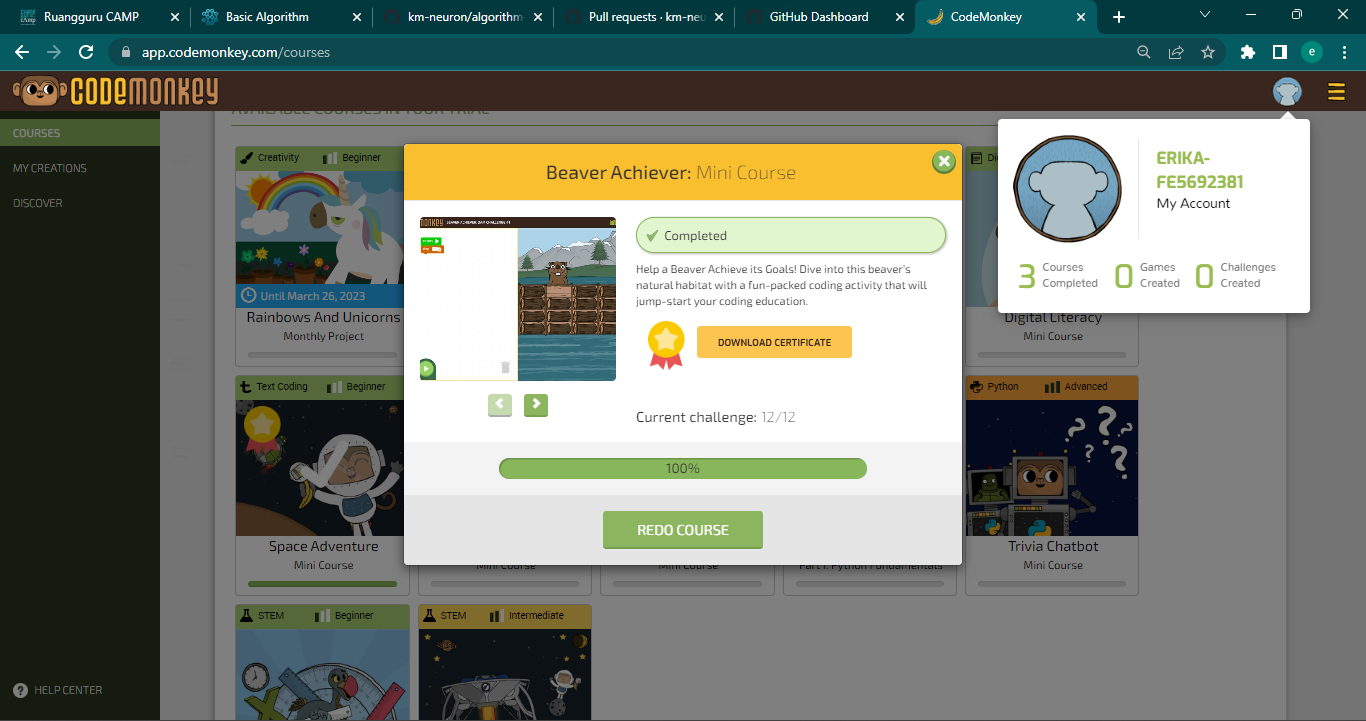 Ruangguru CAMP
Basic Algorithm
km-neuron/algorithm
Pull requests · km-neu
GitHub Dashboard
CodeMonkey
app.codemonkey.com/courses
e
CODEMONKEY
AVAILABLE COURSES IN YOUR TRIAL
COURSES
MY CREATIONS
DISCOVER
HELP CENTER
ERIKA-
FE5692381
My Account
3 Courses Completed
0 Games Created
0 Challenges Created
Creativity Beginner
Until March 26, 2023
Rainbows And Unicorns
Monthly Project
Beaver Achiever: Mini Course
Completed
Help a Beaver Achieve its Goals! Dive into this beaver's
natural habitat with a fun-packed coding activity that will
jump-start your coding education.
DOWNLOAD CERTIFICATE
Current challenge: 12/12
100%
REDO COURSE
Digital Literacy
Mini Course
Text Coding Beginner
Space Adventure
Mini Course
Mini Course
Mini Course
Part 1: Python Fundamentals
Python Advanced
Trivia Chatbot
Mini Course
STEM Beginner
STEM Intermediate